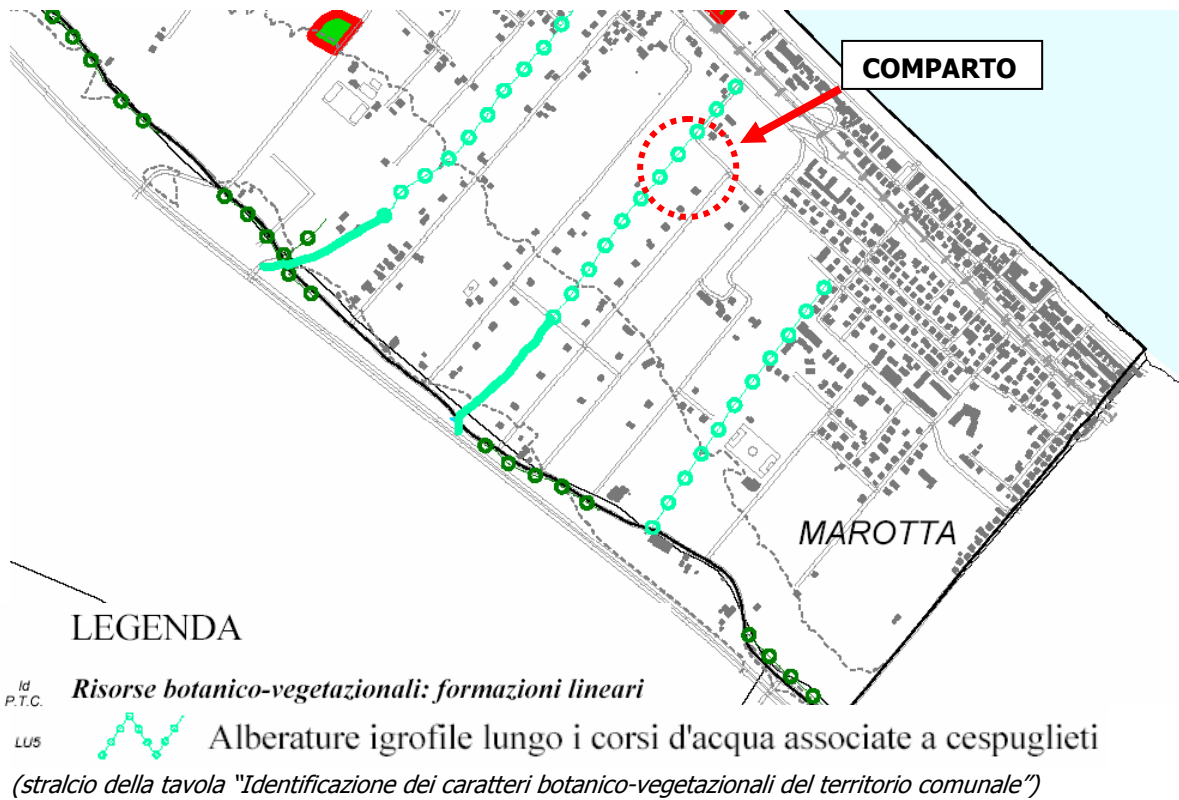 COMPARTO
MAROTTA
LEGENDA
Id
P.T.C.
Risorse botanico-vegetazionali: formazioni lineari
LU5
Alberature igrofile lungo i corsi d'acqua associate a cespuglieti
(stralcio della tavola "Identificazione dei caratteri botanico-vegetazionali del territorio comunale")